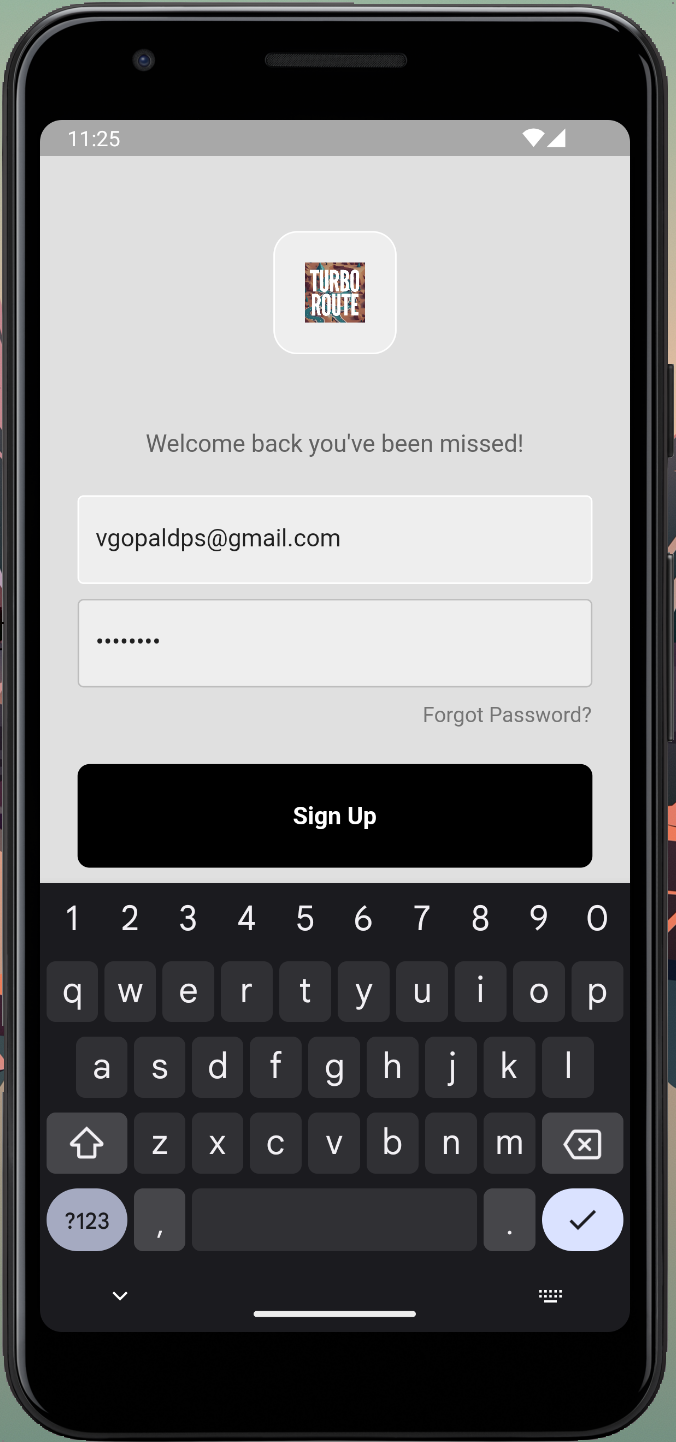 11:25
TURBO
ROUTE
Welcome back you've been missed!
vgopaldps@gmail.com
••••••••
Forgot Password?
Sign Up
1 2 3 4 5 6 7 8 9 0
q w e r t y u i o p
a s d f g h j k l
z x c v b n m
?123 , .